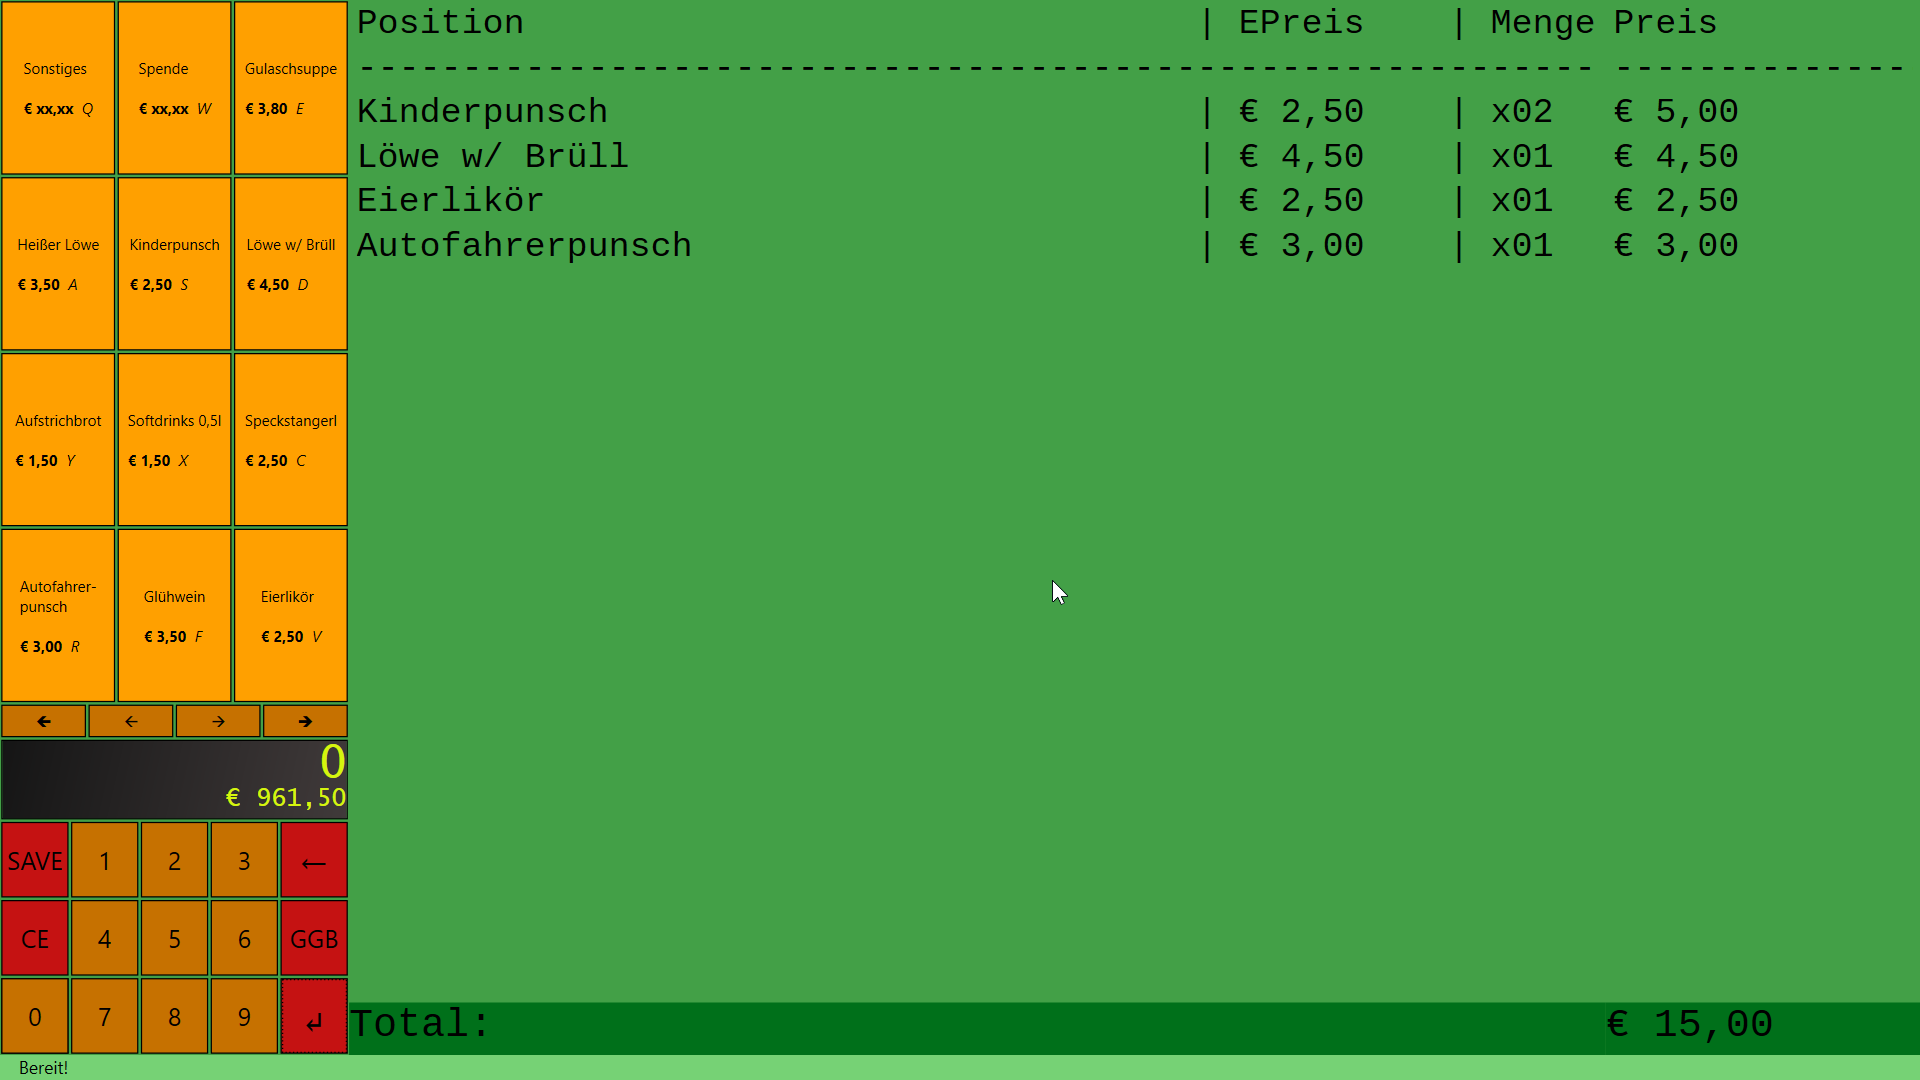 Sonstiges
€ xx,xx Q
Spende
€ xx,xx W
Gulaschsuppe
€ 3,80 E
Heißer Löwe
€ 3,50 A
Kinderpunsch
€ 2,50 S
Löwe w/ Brüll
€ 4,50 D
Aufstrichbrot
€ 1,50 Y
Softdrinks 0,5l
€ 1,50 X
Speckstangerl
€ 2,50 C
Autofahrer-
punsch
€ 3,00 R
Glühwein
€ 3,50 F
Eierlikör
€ 2,50 V
🡰 ← → 🡲
0
€ 961,50
SAVE 1 2 3 ←
CE 4 5 6 GGB
0 7 8 9 ↲
Position | EPreis | Menge Preis
----------------------------------------------------------- --------------
Kinderpunsch | € 2,50 | x02 € 5,00
Löwe w/ Brüll | € 4,50 | x01 € 4,50
Eierlikör | € 2,50 | x01 € 2,50
Autofahrerpunsch | € 3,00 | x01 € 3,00
Total: € 15,00
Bereit!